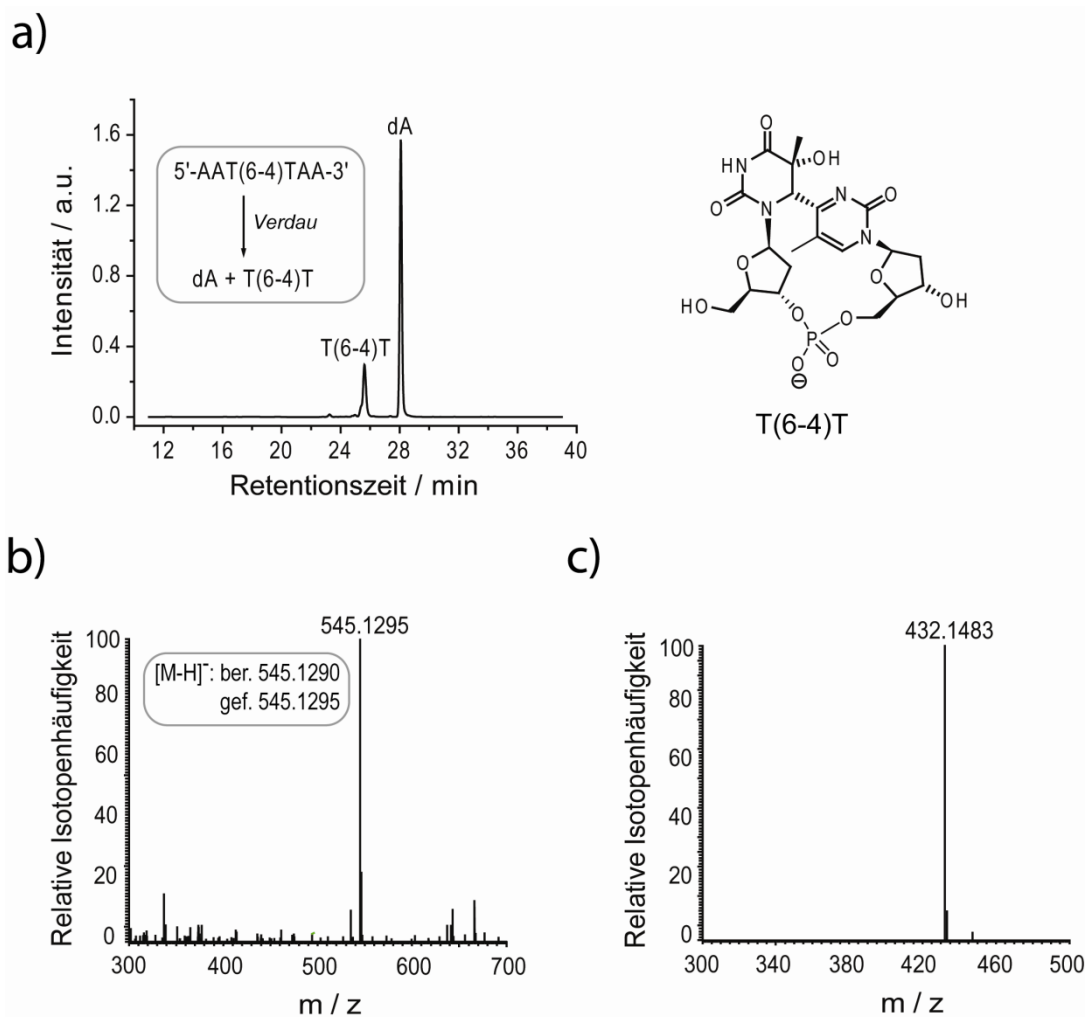 a)
Intensität / a.u.
1.6
1.2
0.8
0.4
0.0
5'-AAT(6-4)TAA-3'
Verdau
dA + T(6-4)T
T(6-4)T
dA
12 16 20 24 28 32 36 40
Retentionszeit / min
O
OH
HN
N
O
O
N
O
N
O
O
HO
O
O
OH
P
O
O
⊖
T(6-4)T
b)
Relative Isotopenhäufigkeit
545.1295
100
80
60
40
20
0
[M-H]⁻: ber. 545.1290
gef. 545.1295
300 400 500 600 700
m / z
c)
Relative Isotopenhäufigkeit
432.1483
100
80
60
40
20
0
300 340 380 420 460 500
m / z